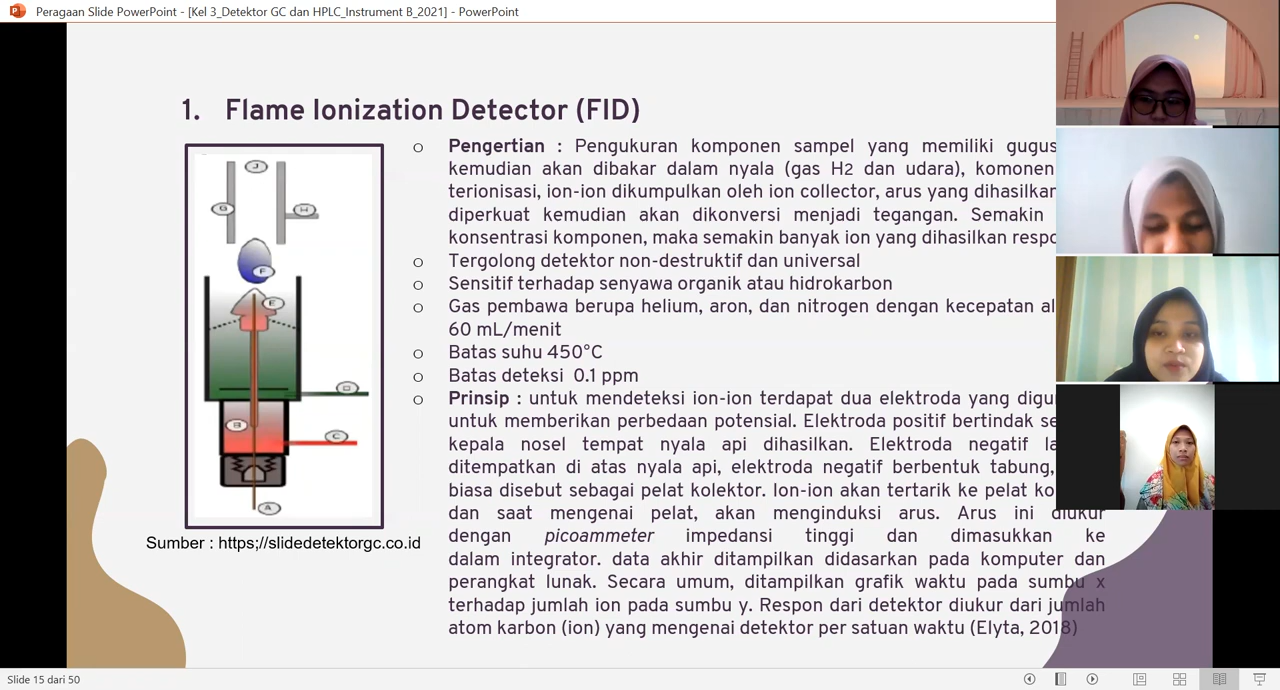 Peragaan Slide PowerPoint - [Kel 3_Detektor GC dan HPLC_Instrument B_2021] - PowerPoint
1. Flame Ionization Detector (FID)
o Pengertian : Pengukuran komponen sampel yang memiliki gugus
kemudian akan dibakar dalam nyala (gas H2 dan udara), komonen
terionisasi, ion-ion dikumpulkan oleh ion collector, arus yang dihasilkan
diperkuat kemudian akan dikonversi menjadi tegangan. Semakin
konsentrasi komponen, maka semakin banyak ion yang dihasilkan
o Tergolong detektor non-destruktif dan universal
o Sensitif terhadap senyawa organik atau hidrokarbon
o Gas pembawa berupa helium, aron, dan nitrogen dengan kecepatan
60 mL/menit
o Batas suhu 450°C
o Batas deteksi 0.1 ppm
o Prinsip : untuk mendeteksi ion-ion terdapat dua elektroda yang
untuk memberikan perbedaan potensial. Elektroda positif bertindak
kepala nosel tempat nyala api dihasilkan. Elektroda negatif
ditempatkan di atas nyala api, elektroda negatif berbentuk tabung,
biasa disebut sebagai pelat kolektor. Ion-ion akan tertarik ke pelat
dan saat mengenai pelat, akan menginduksi arus. Arus ini diukur
dengan picoammeter impedansi tinggi dan dimasukkan ke
dalam integrator. data akhir ditampilkan didasarkan pada komputer dan
perangkat lunak. Secara umum, ditampilkan grafik waktu pada sumbu x
terhadap jumlah ion pada sumbu y. Respon dari detektor diukur dari jumlah
atom karbon (ion) yang mengenai detektor per satuan waktu (Elyta, 2018)
J
G
H
F
E
D
B
C
A
Sumber : https://slidedetektorgc.co.id
Slide 15 dari 50